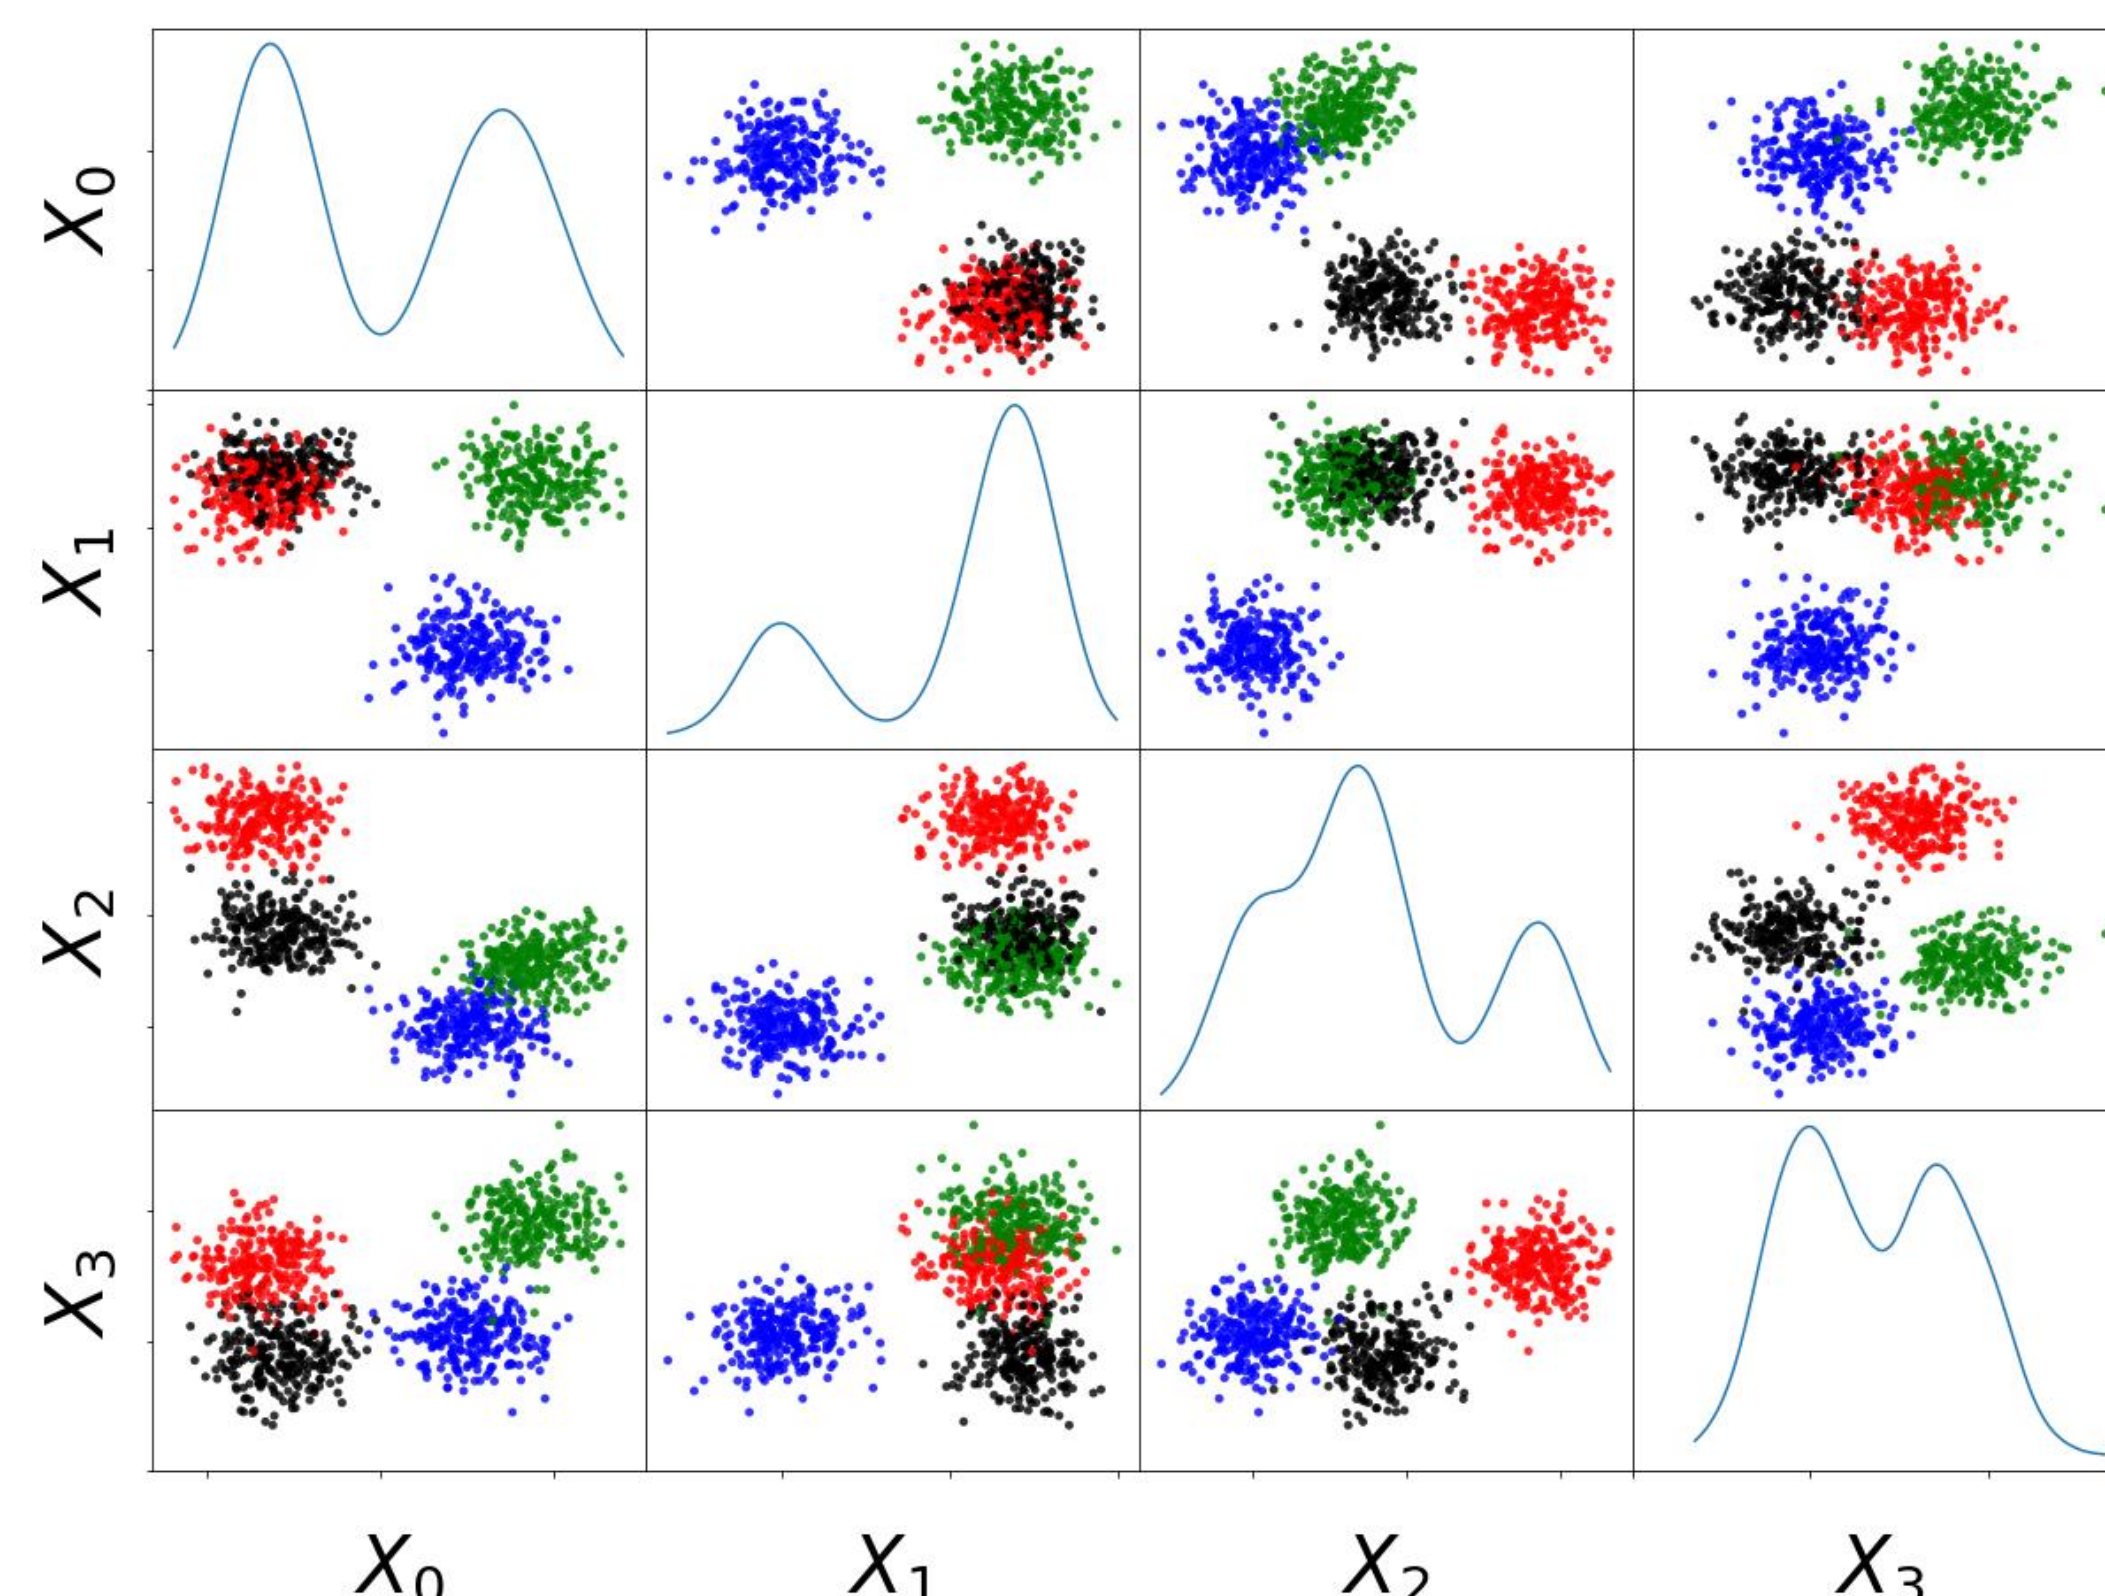 X₀
X₁
X₂
X₃
X₀ X₁ X₂ X₃